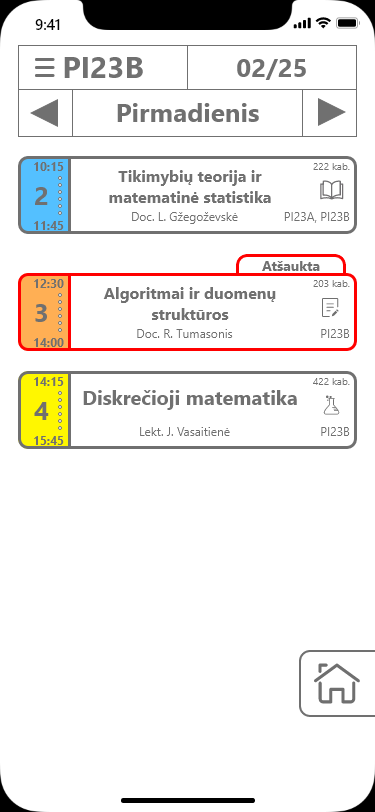 9:41
PI23B
02/25
Pirmadienis
10:15
2
11:45
Tikimybių teorija ir
matematinė statistika
Doc. L. Gžegoževskė
222 kab.
PI23A, PI23B
Atšaukta
12:30
3
14:00
Algoritmai ir duomenų
struktūros
Doc. R. Tumasonis
203 kab.
PI23B
14:15
4
15:45
Diskrečioji matematika
Lekt. J. Vasaitienė
422 kab.
PI23B